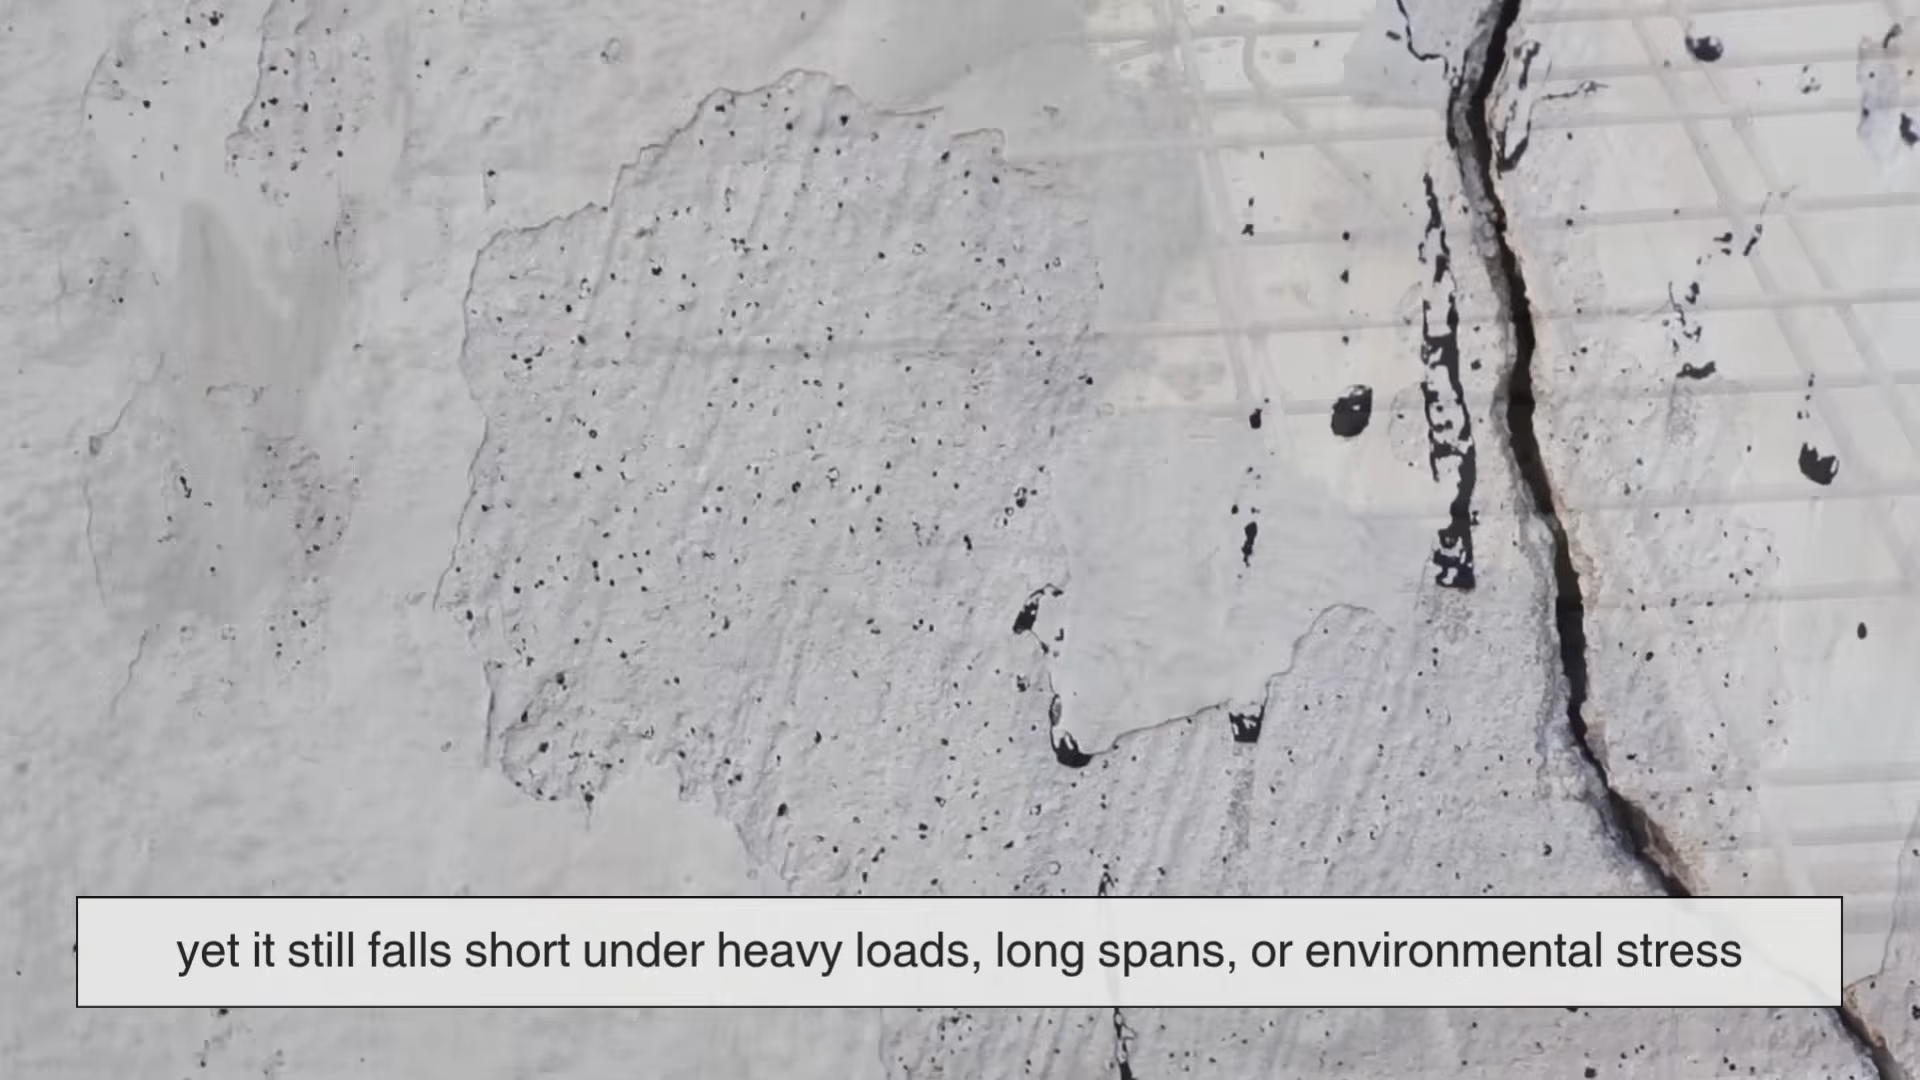 yet it still falls short under heavy loads, long spans, or environmental stress